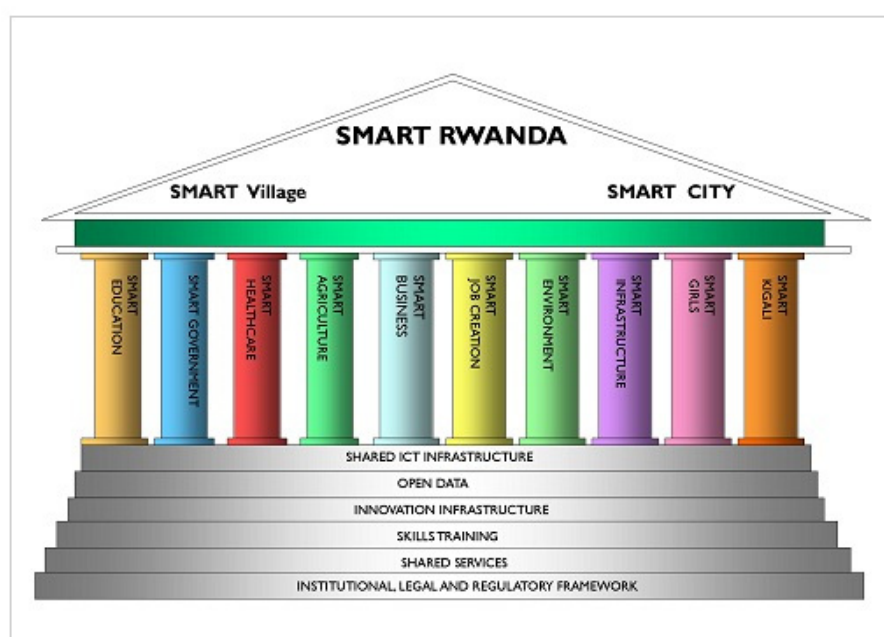 SMART RWANDA
SMART Village
SMART CITY
SMART
EDUCATION
SMART GOVERNMENT
SMART
HEALTHCARE
SMART
AGRICULTURE
SMART
BUSINESS
SMART
JOB CREATION
SMART
ENVIRONMENT
SMART
INFRASTRUCTURE
SMART
GIRLS
SMART
KIGALI
SHARED ICT INFRASTRUCTURE
OPEN DATA
INNOVATION INFRASTRUCTURE
SKILLS TRAINING
SHARED SERVICES
INSTITUTIONAL, LEGAL AND REGULATORY FRAMEWORK